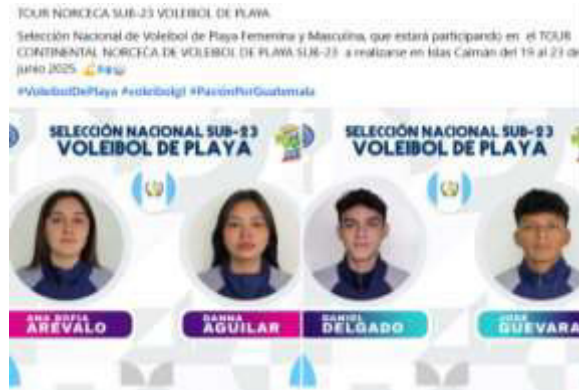 TOUR NORCECA SUB-23 VOLEIBOL DE PLAYA
Selección Nacional de Voleibol de Playa Femenina y Masculina, que estará participando en el TOUR
CONTINENTAL NORCECA DE VOLEIBOL DE PLAYA SUB-23 a realizarse en Islas Caimán del 19 al 23 de
junio 2025.
#VoleibolDePlaya #voleibolgt #PasionPorGuatemala
SELECCIÓN NACIONAL SUB-23
VOLEIBOL DE PLAYA
SELECCIÓN NACIONAL SUB-23
VOLEIBOL DE PLAYA
ANA SOFIA
AREVALO
DANNA
AGUILAR
DANIEL
DELGADO
JOSE
GUEVARA